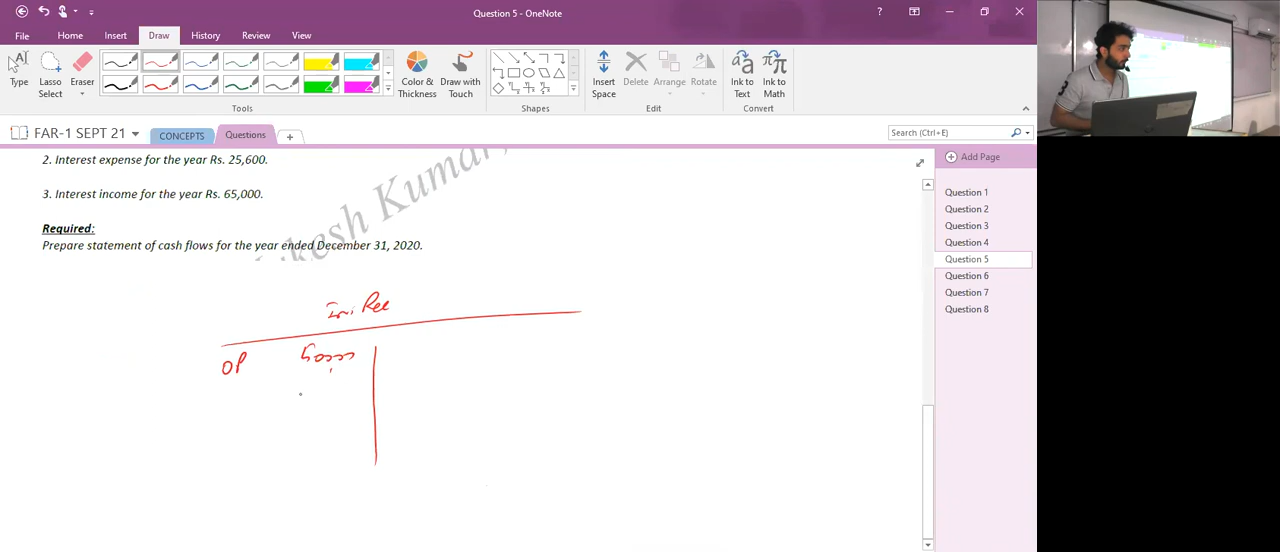 Question 5 - OneNote
File Home Insert Draw History Review View
Type Lasso Select Eraser
Color & Thickness Draw with Touch
Insert Space Delete Arrange Rotate
Ink to Text Ink to Math
Tools Shapes Edit Convert
FAR-1 SEPT 21 CONCEPTS Questions
Search (Ctrl+E)
Add Page
Question 1
Question 2
Question 3
Question 4
Question 5
Question 6
Question 7
Question 8
2. Interest expense for the year Rs. 25,600.
3. Interest income for the year Rs. 65,000.
Required:
Prepare statement of cash flows for the year ended December 31, 2020.
Kumar
Rec
OP